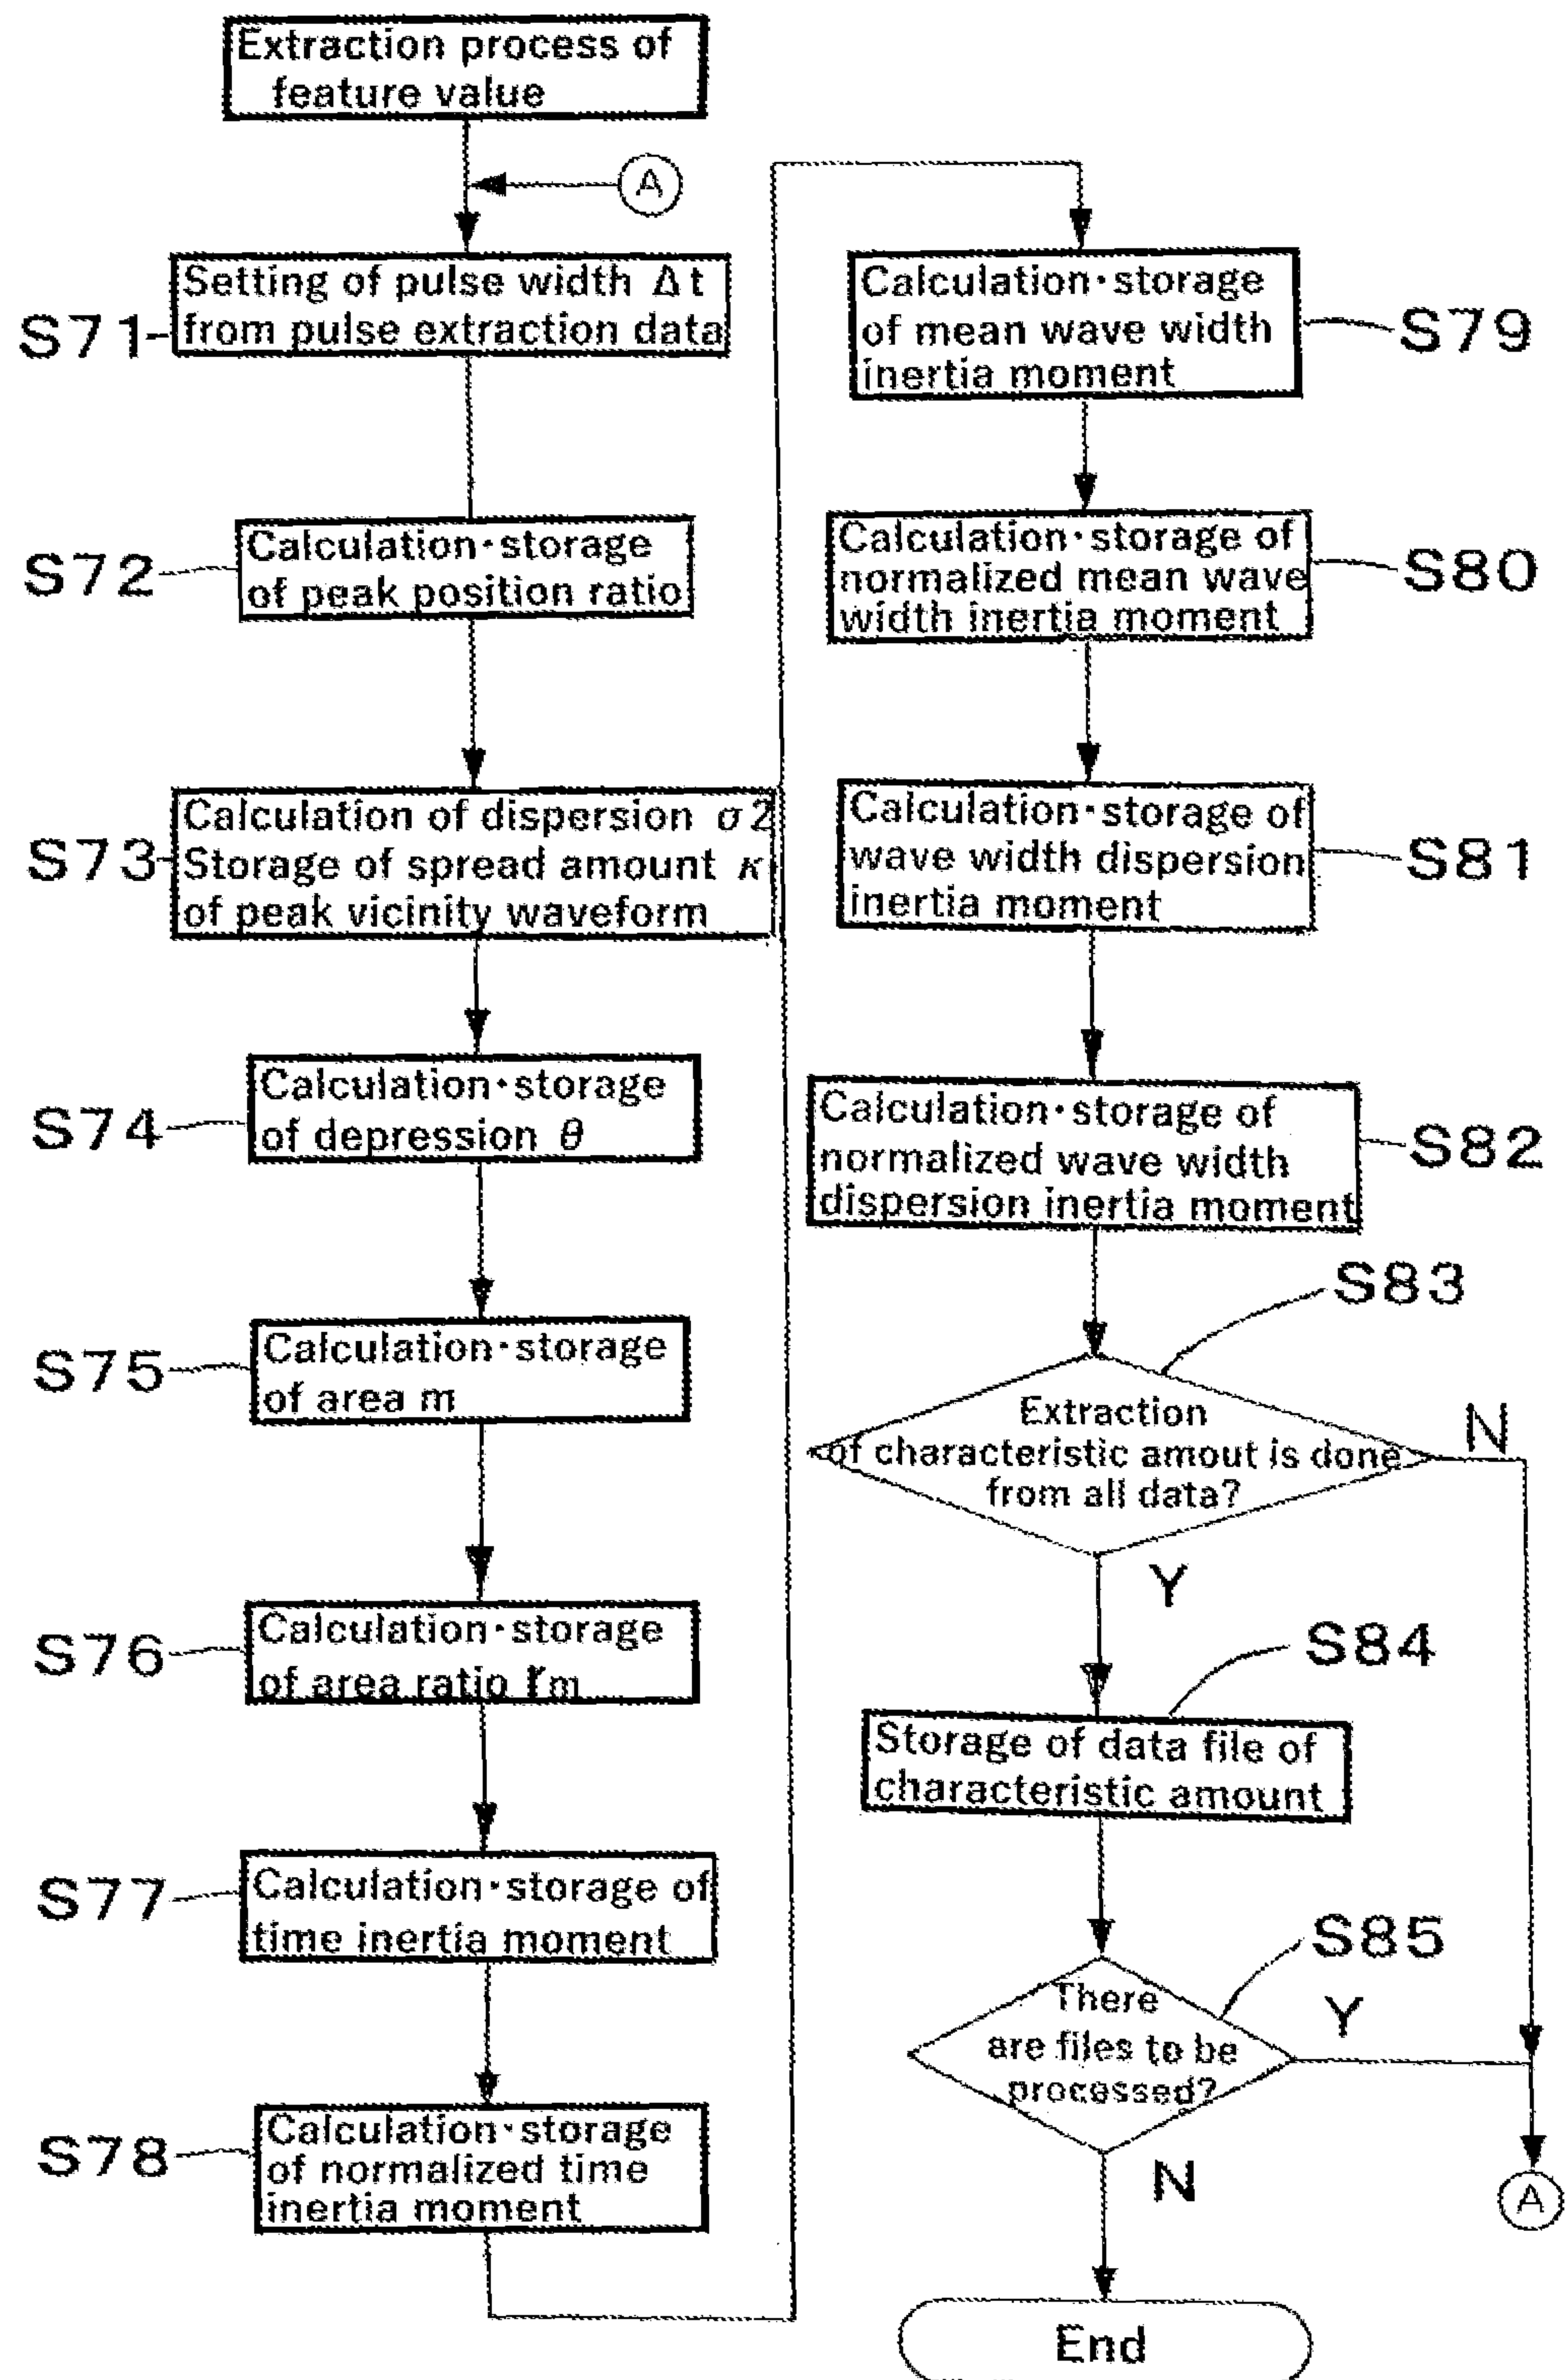 Extraction process of
feature value
A
Setting of pulse width Δt
from pulse extraction data
S71
Calculation·storage
of peak position ratio
S72
Calculation of dispersion σ2
Storage of spread amount κ
of peak vicinity waveform
S73
Calculation·storage
of depression θ
S74
Calculation·storage
of area m
S75
Calculation·storage
of area ratio rm
S76
Calculation·storage of
time inertia moment
S77
Calculation·storage
of normalized time
inertia moment
S78
Calculation·storage
of mean wave width
inertia moment
S79
Calculation·storage of
normalized mean wave
width inertia moment
S80
Calculation·storage of
wave width dispersion
inertia moment
S81
Calculation·storage of
normalized wave width
dispersion inertia moment
S82
S83
Extraction
of characteristic amout is done
from all data?
N
Y
S84
Storage of data file of
characteristic amount
S85
There
are files to be
processed?
Y
N
A
End